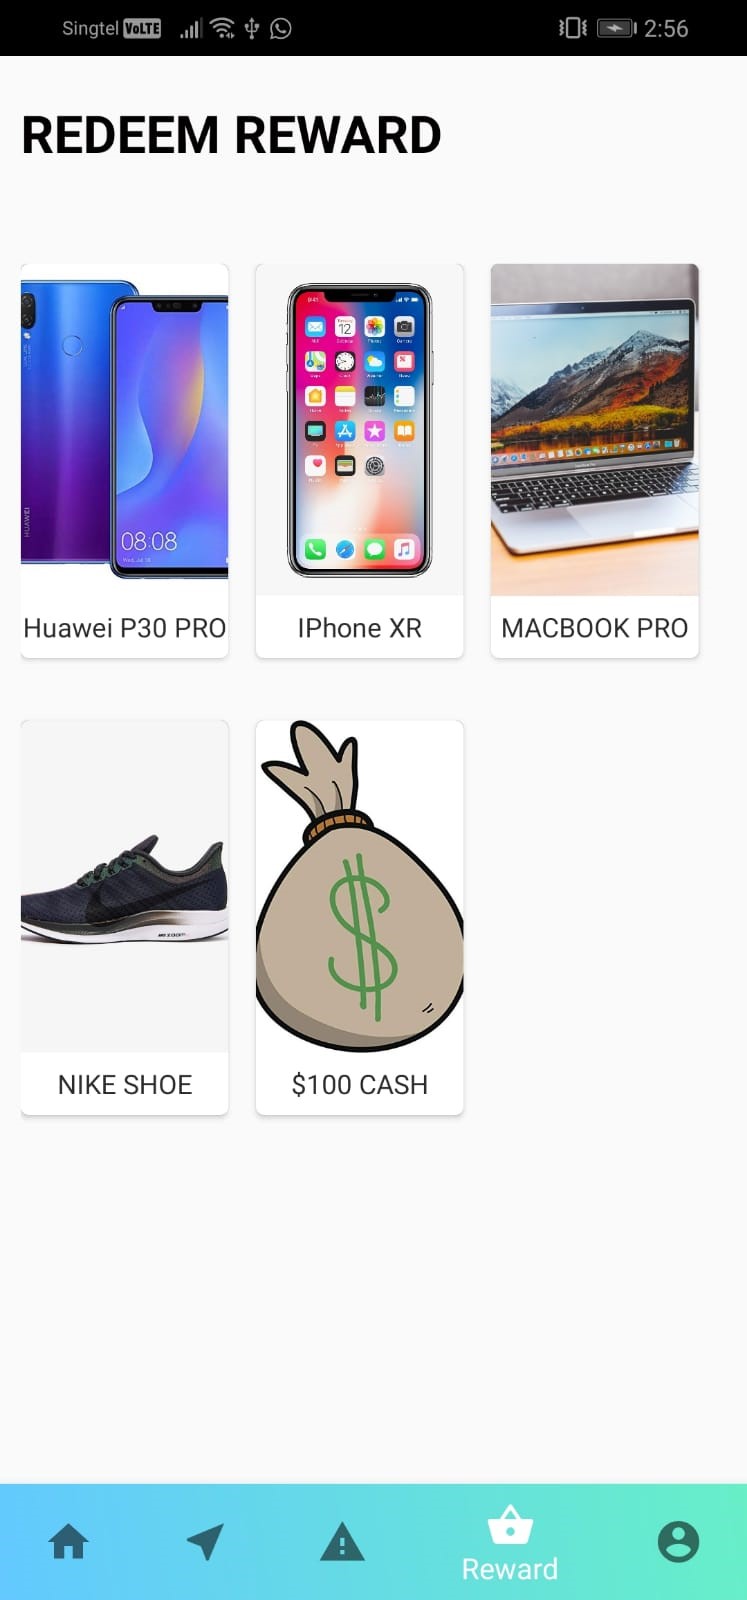 Singtel VoLTE 2:56
REDEEM REWARD
08:08
HUAWEI
Huawei P30 PRO
IPhone XR
MACBOOK PRO
$
NIKE SHOE
$100 CASH
Reward